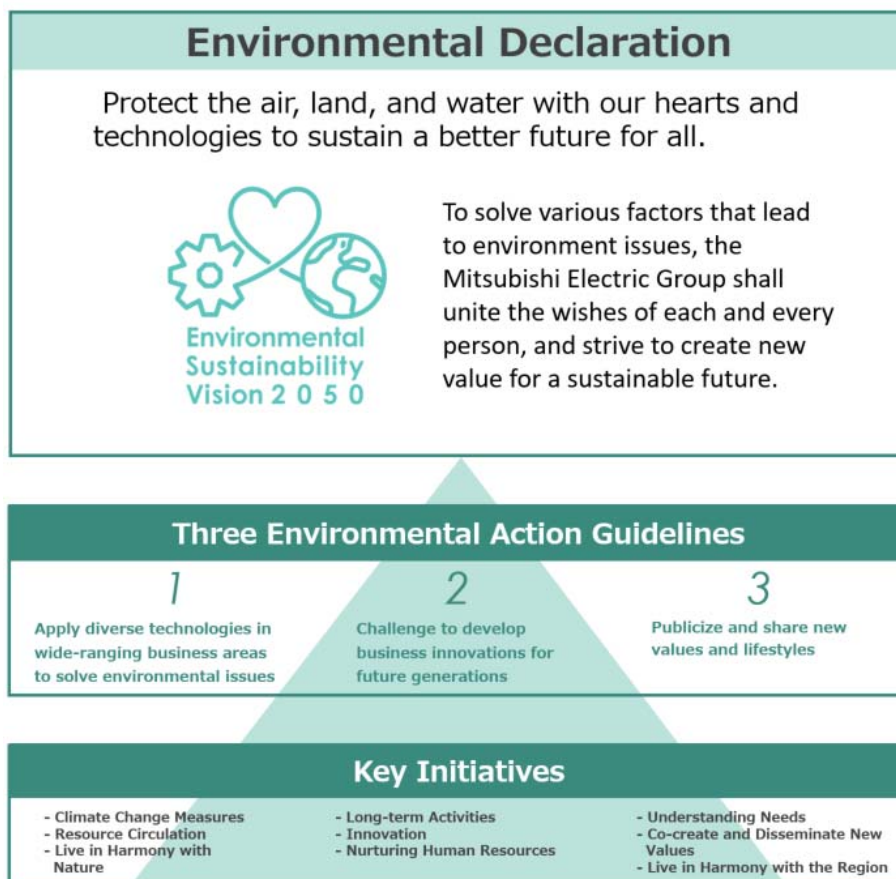 Environmental Declaration
Protect the air, land, and water with our hearts and
technologies to sustain a better future for all.
Environmental
Sustainability
Vision 2 0 5 0
To solve various factors that lead
to environment issues, the
Mitsubishi Electric Group shall
unite the wishes of each and every
person, and strive to create new
value for a sustainable future.
Three Environmental Action Guidelines
1
Apply diverse technologies in
wide-ranging business areas
to solve environmental issues
2
Challenge to develop
business innovations for
future generations
3
Publicize and share new
values and lifestyles
Key Initiatives
- Climate Change Measures
- Resource Circulation
- Live in Harmony with
Nature
- Long-term Activities
- Innovation
- Nurturing Human Resources
- Understanding Needs
- Co-create and Disseminate New
Values
- Live in Harmony with the Region